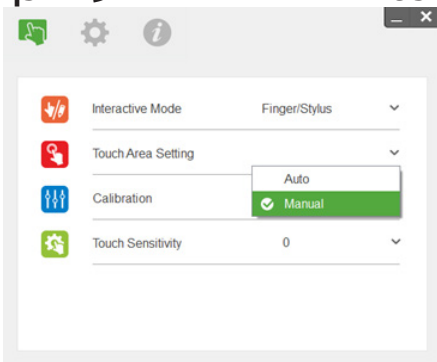 Interactive Mode Finger/Stylus
Touch Area Setting
Auto
Calibration
Manual
Touch Sensitivity 0